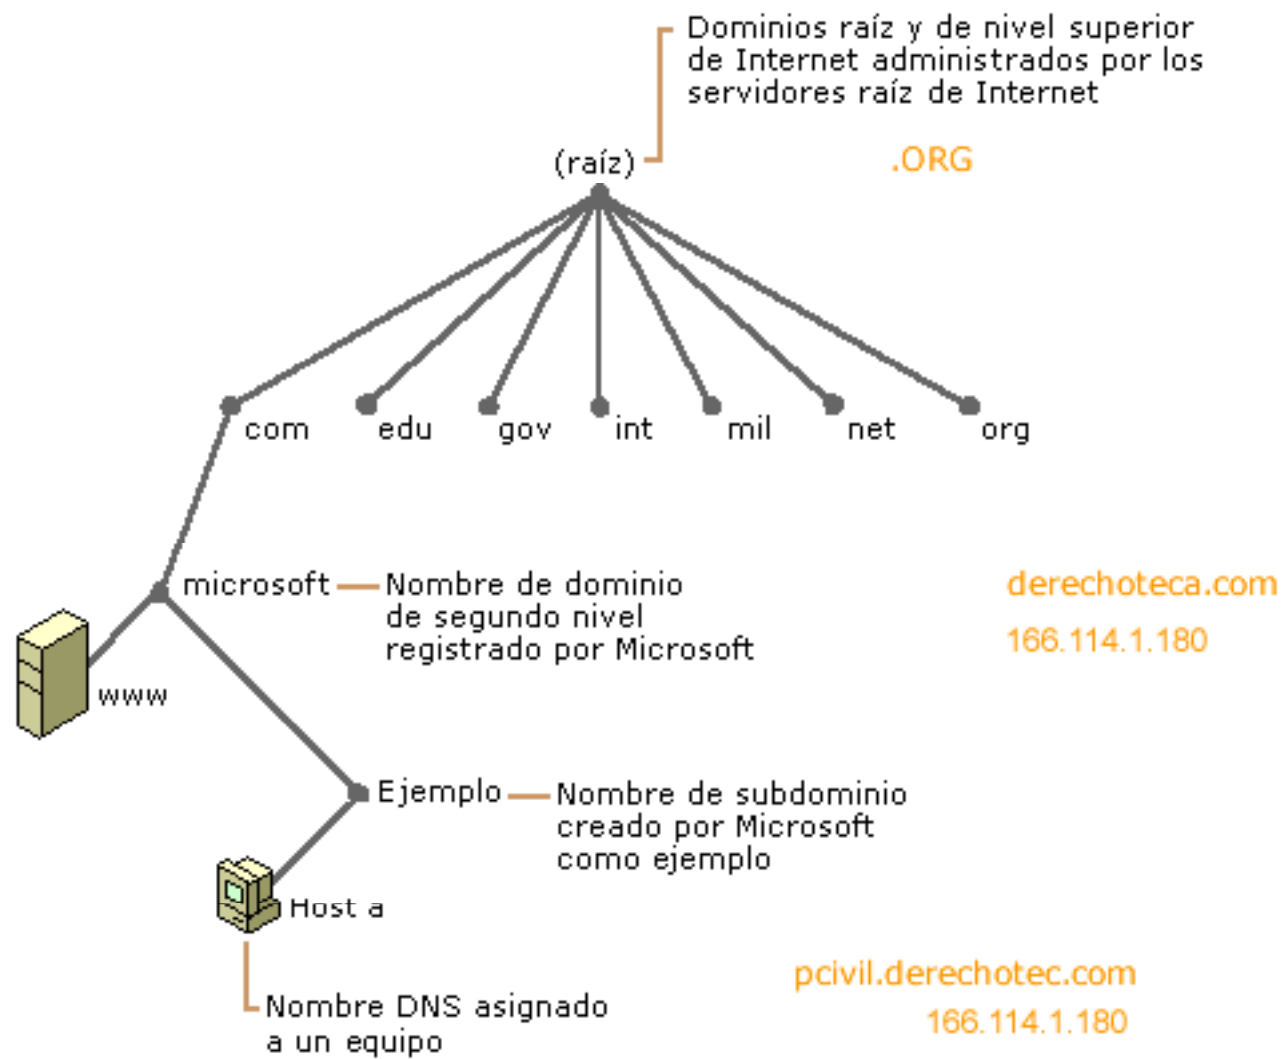 Dominios raíz y de nivel superior
de Internet administrados por los
servidores raíz de Internet
(raíz)
.ORG
com
edu
gov
int
mil
net
org
microsoft
Nombre de dominio
de segundo nivel
registrado por Microsoft
derechoteca.com
166.114.1.180
www
Ejemplo
Nombre de subdominio
creado por Microsoft
como ejemplo
Host a
Nombre DNS asignado
a un equipo
pcivil.derechotec.com
166.114.1.180